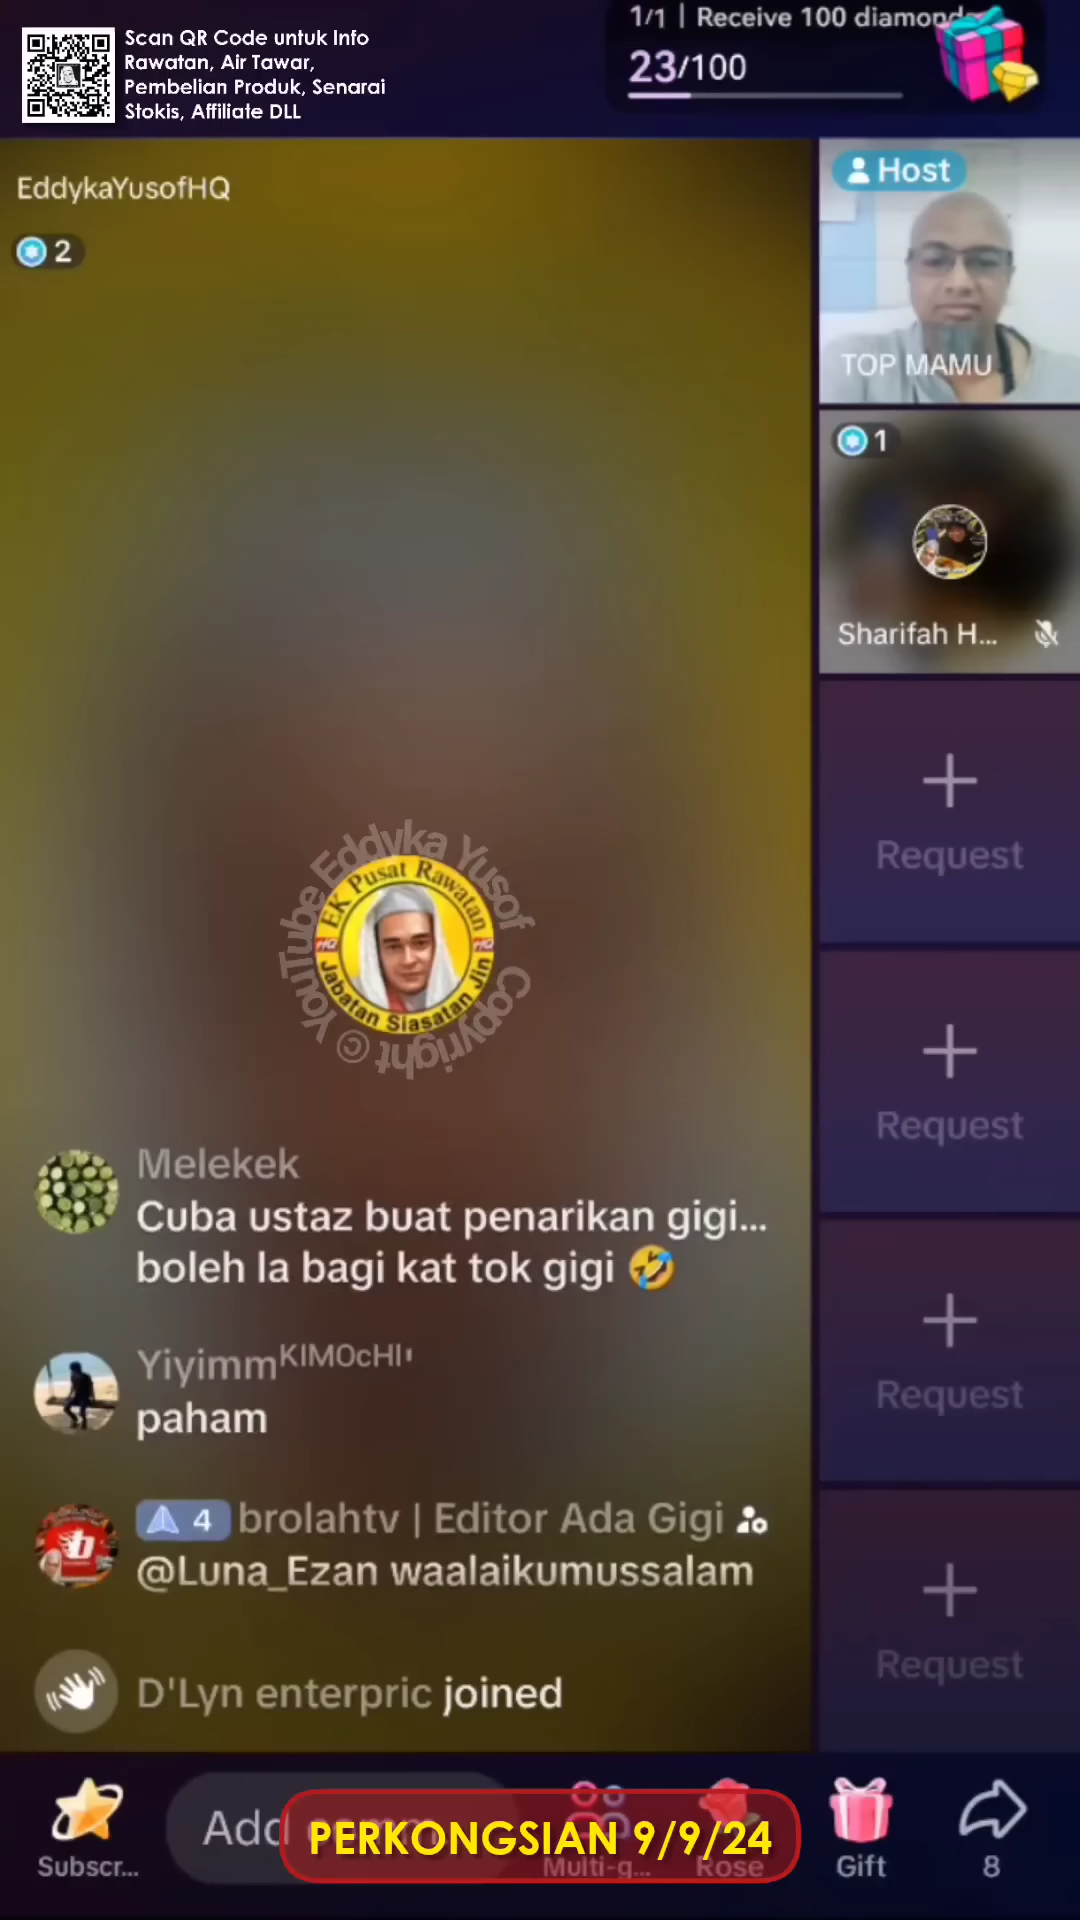 Scan QR Code untuk Info
Rawatan, Air Tawar,
Pembelian Produk, Senarai
Stokis, Affiliate DLL
1/1 | Receive 100 diamonds
23/100
EddykaYusofHQ
2
Host
TOP MAMU
1
Sharifah H...
Request
Request
Request
Request
YouTube Eddyka Yusof
Copyright ©
EK Pusat Rawatan
HQ HQ
Jabatan Siasatan Jin
Melekek
Cuba ustaz buat penarikan gigi...
boleh la bagi kat tok gigi 🤣
Yiyimm ᴷᴵᴹᴼᶜᴴᴵ'
paham
4 brolahtv | Editor Ada Gigi
@Luna_Ezan waalaikumussalam
D'Lyn enterpric joined
Subscr...
Add comm
PERKONGSIAN 9/9/24
Multi-g...
Rose
Gift
8